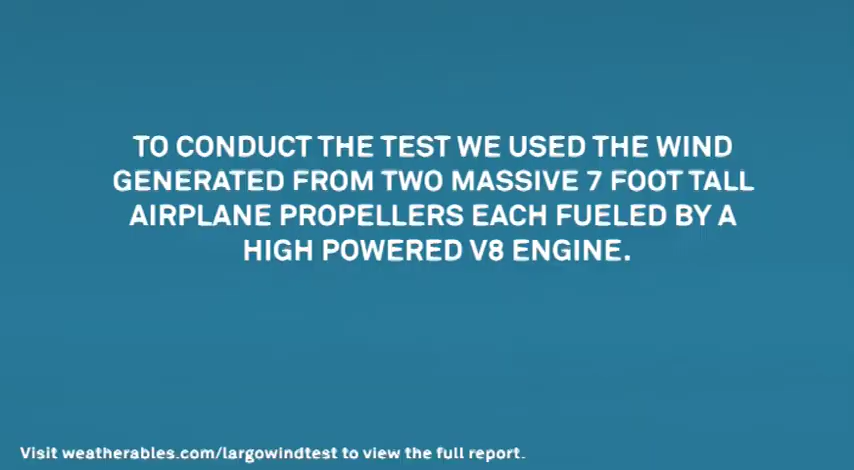 TO CONDUCT THE TEST WE USED THE WIND
GENERATED FROM TWO MASSIVE 7 FOOT TALL
AIRPLANE PROPELLERS EACH FUELED BY A
HIGH POWERED V8 ENGINE.
Visit weatherables.com/largowindtest to view the full report.